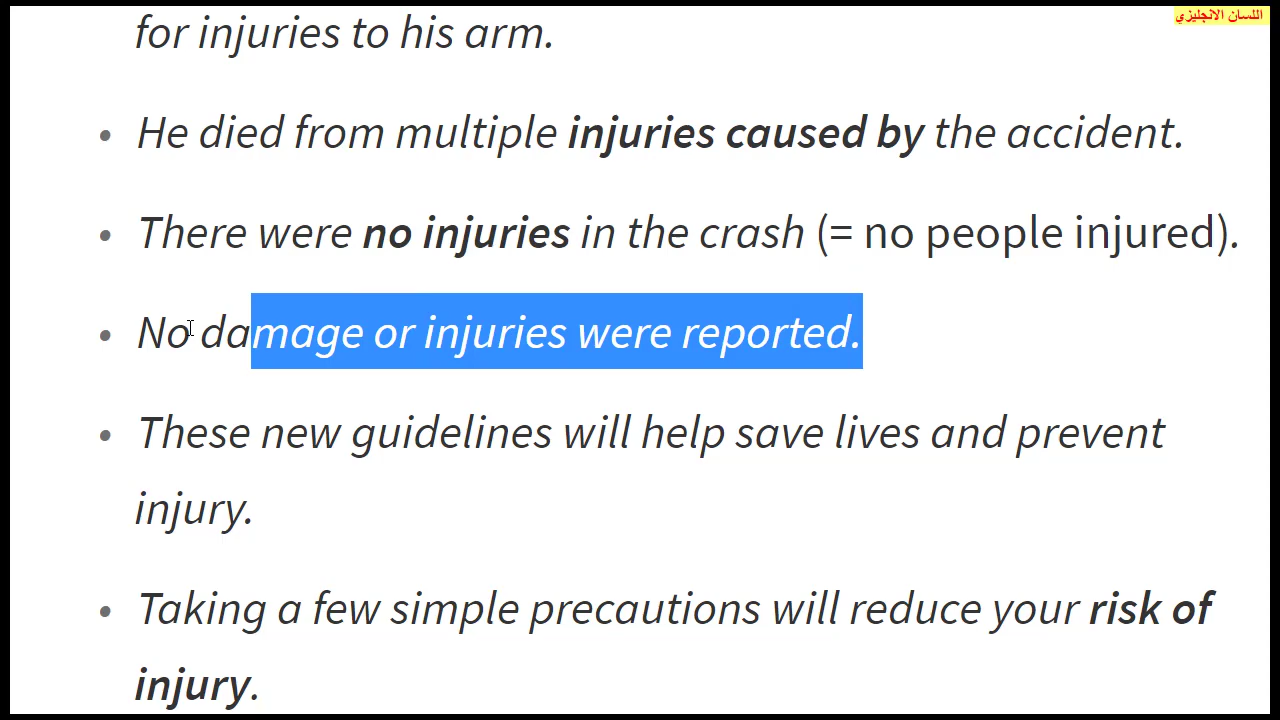 اللسان الانجليزي
for injuries to his arm.
• He died from multiple injuries caused by the accident.
• There were no injuries in the crash (= no people injured).
• No damage or injuries were reported.
• These new guidelines will help save lives and prevent
injury.
• Taking a few simple precautions will reduce your risk of
injury.